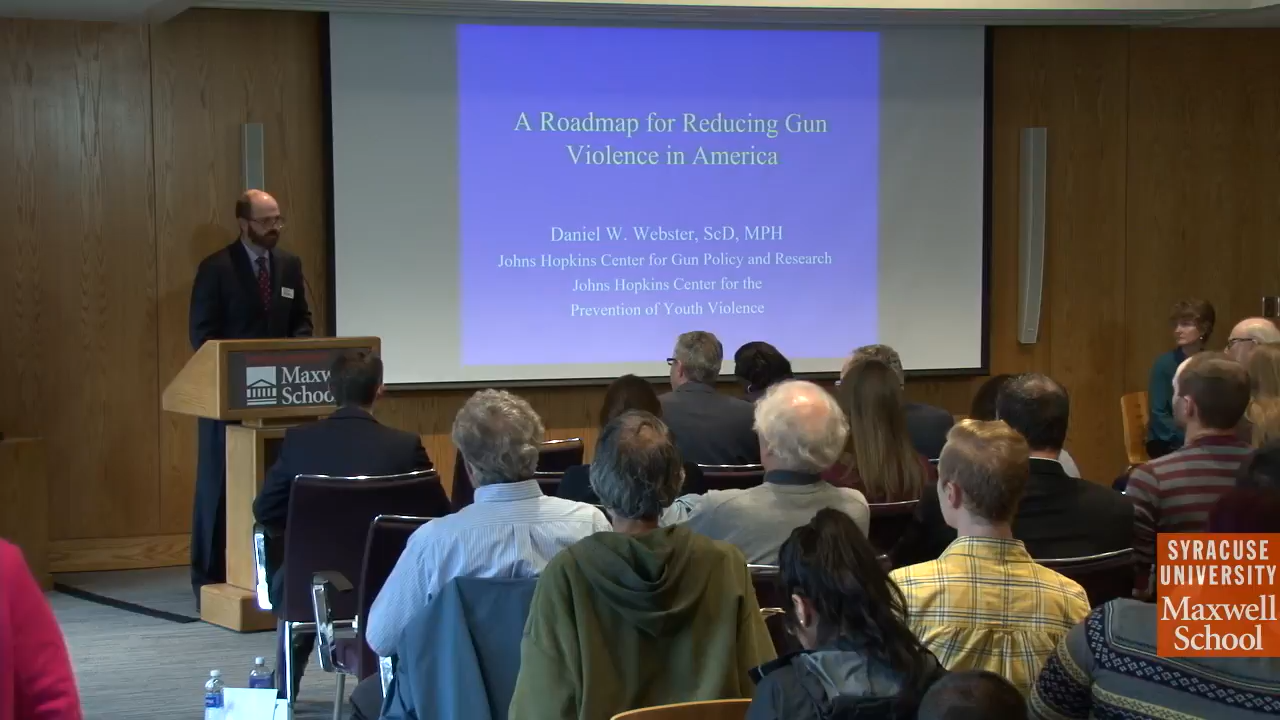 A Roadmap for Reducing Gun
Violence in America
Daniel W. Webster, ScD, MPH
Johns Hopkins Center for Gun Policy and Research
Johns Hopkins Center for the
Prevention of Youth Violence
Maxw
School
SYRACUSE
UNIVERSITY
Maxwell
School